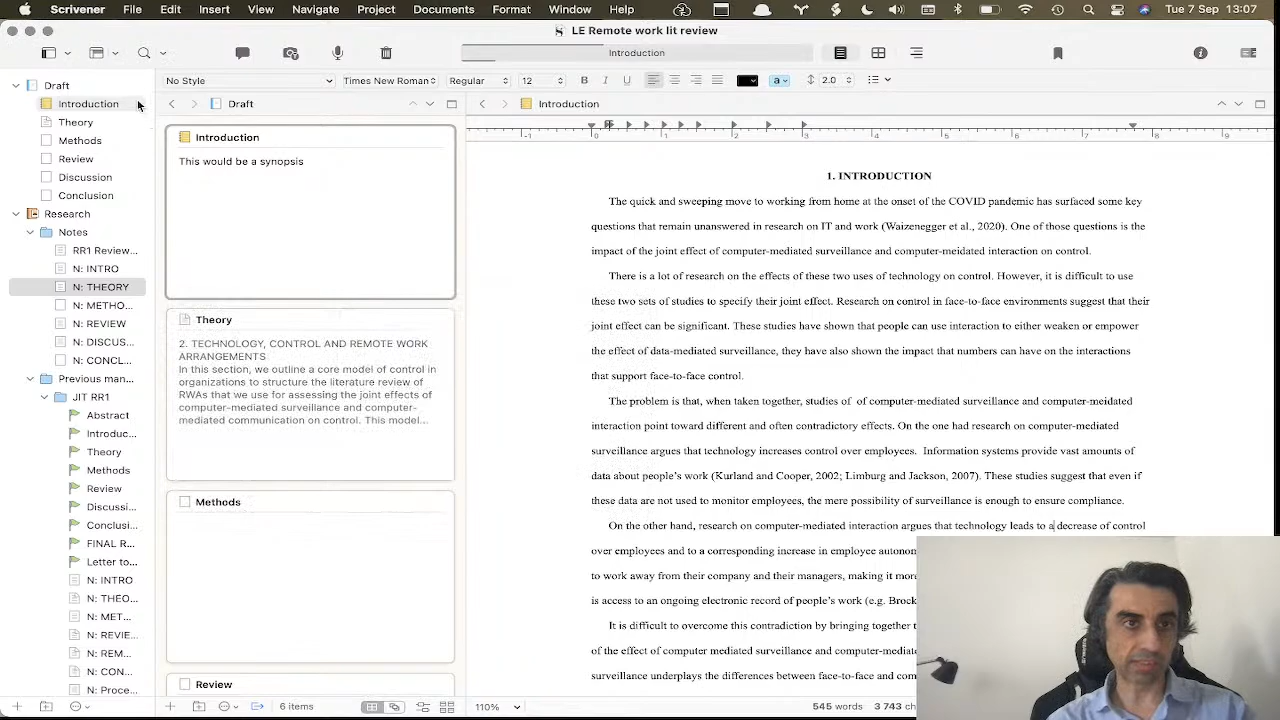 Scrivener File Edit Insert View Navigate Project Documents Format Window Help Tue 7 Sep 13:07
LE Remote work lit review
Introduction
No Style Times New Roman Regular 12 B I U a 2.0
Draft
Introduction
Theory
Methods
Review
Discussion
Conclusion
Research
Notes
RR1 Review...
N: INTRO
N: THEORY
N: METHO...
N: REVIEW
N: DISCUS...
N: CONCL...
Previous man...
JIT RR1
Abstract
Introduc...
Theory
Methods
Review
Discussi...
Conclusi...
FINAL R...
Letter to...
N: INTRO
N: THEO...
N: MET...
N: REVIE...
N: REM...
N: CON...
N: Proce...
Draft
Introduction
This would be a synopsis
Theory
2. TECHNOLOGY, CONTROL AND REMOTE WORK
ARRANGEMENTS
In this section, we outline a core model of control in
organizations to structure the literature review of
RWAs that we use for assessing the joint effects of
computer-mediated surveillance and computer-
mediated communication on control. This model...
Methods
Review
6 items
Introduction
-1 0 1 2 3 4 5 6 7 8 9
1. INTRODUCTION
The quick and sweeping move to working from home at the onset of the COVID pandemic has surfaced some key
questions that remain unanswered in research on IT and work (Waizenegger et al., 2020). One of those questions is the
impact of the joint effect of computer-mediated surveillance and computer-meidated interaction on control.
There is a lot of research on the effects of these two uses of technology on control. However, it is difficult to use
these two sets of studies to specify their joint effect. Research on control in face-to-face environments suggest that their
joint effect can be significant. These studies have shown that people can use interaction to either weaken or empower
the effect of data-mediated surveillance, they have also shown the impact that numbers can have on the interactions
that support face-to-face control.
The problem is that, when taken together, studies of  of computer-mediated surveillance and computer-meidated
interaction point toward different and often contradictory effects. On the one had research on computer-mediated
surveillance argues that technology increases control over employees.  Information systems provide vast amounts of
data about people's work (Kurland and Cooper, 2002; Limburg and Jackson, 2007). These studies suggest that even if
these data are not used to monitor employees, the mere possibility of surveillance is enough to ensure compliance.
On the other hand, research on computer-mediated interaction argues that technology leads to a decrease of control
over employees and to a corresponding increase in employee autonom
to work away from their company and their managers, making it more
is access to an ongoing electronic record of people's work (e.g. Brock
It is difficult to overcome this contradiction by bringing together t
of the effect of computer mediated surveillance and computer-mediate
surveillance underplays the differences between face-to-face and com
110% 545 words 3 743 ch